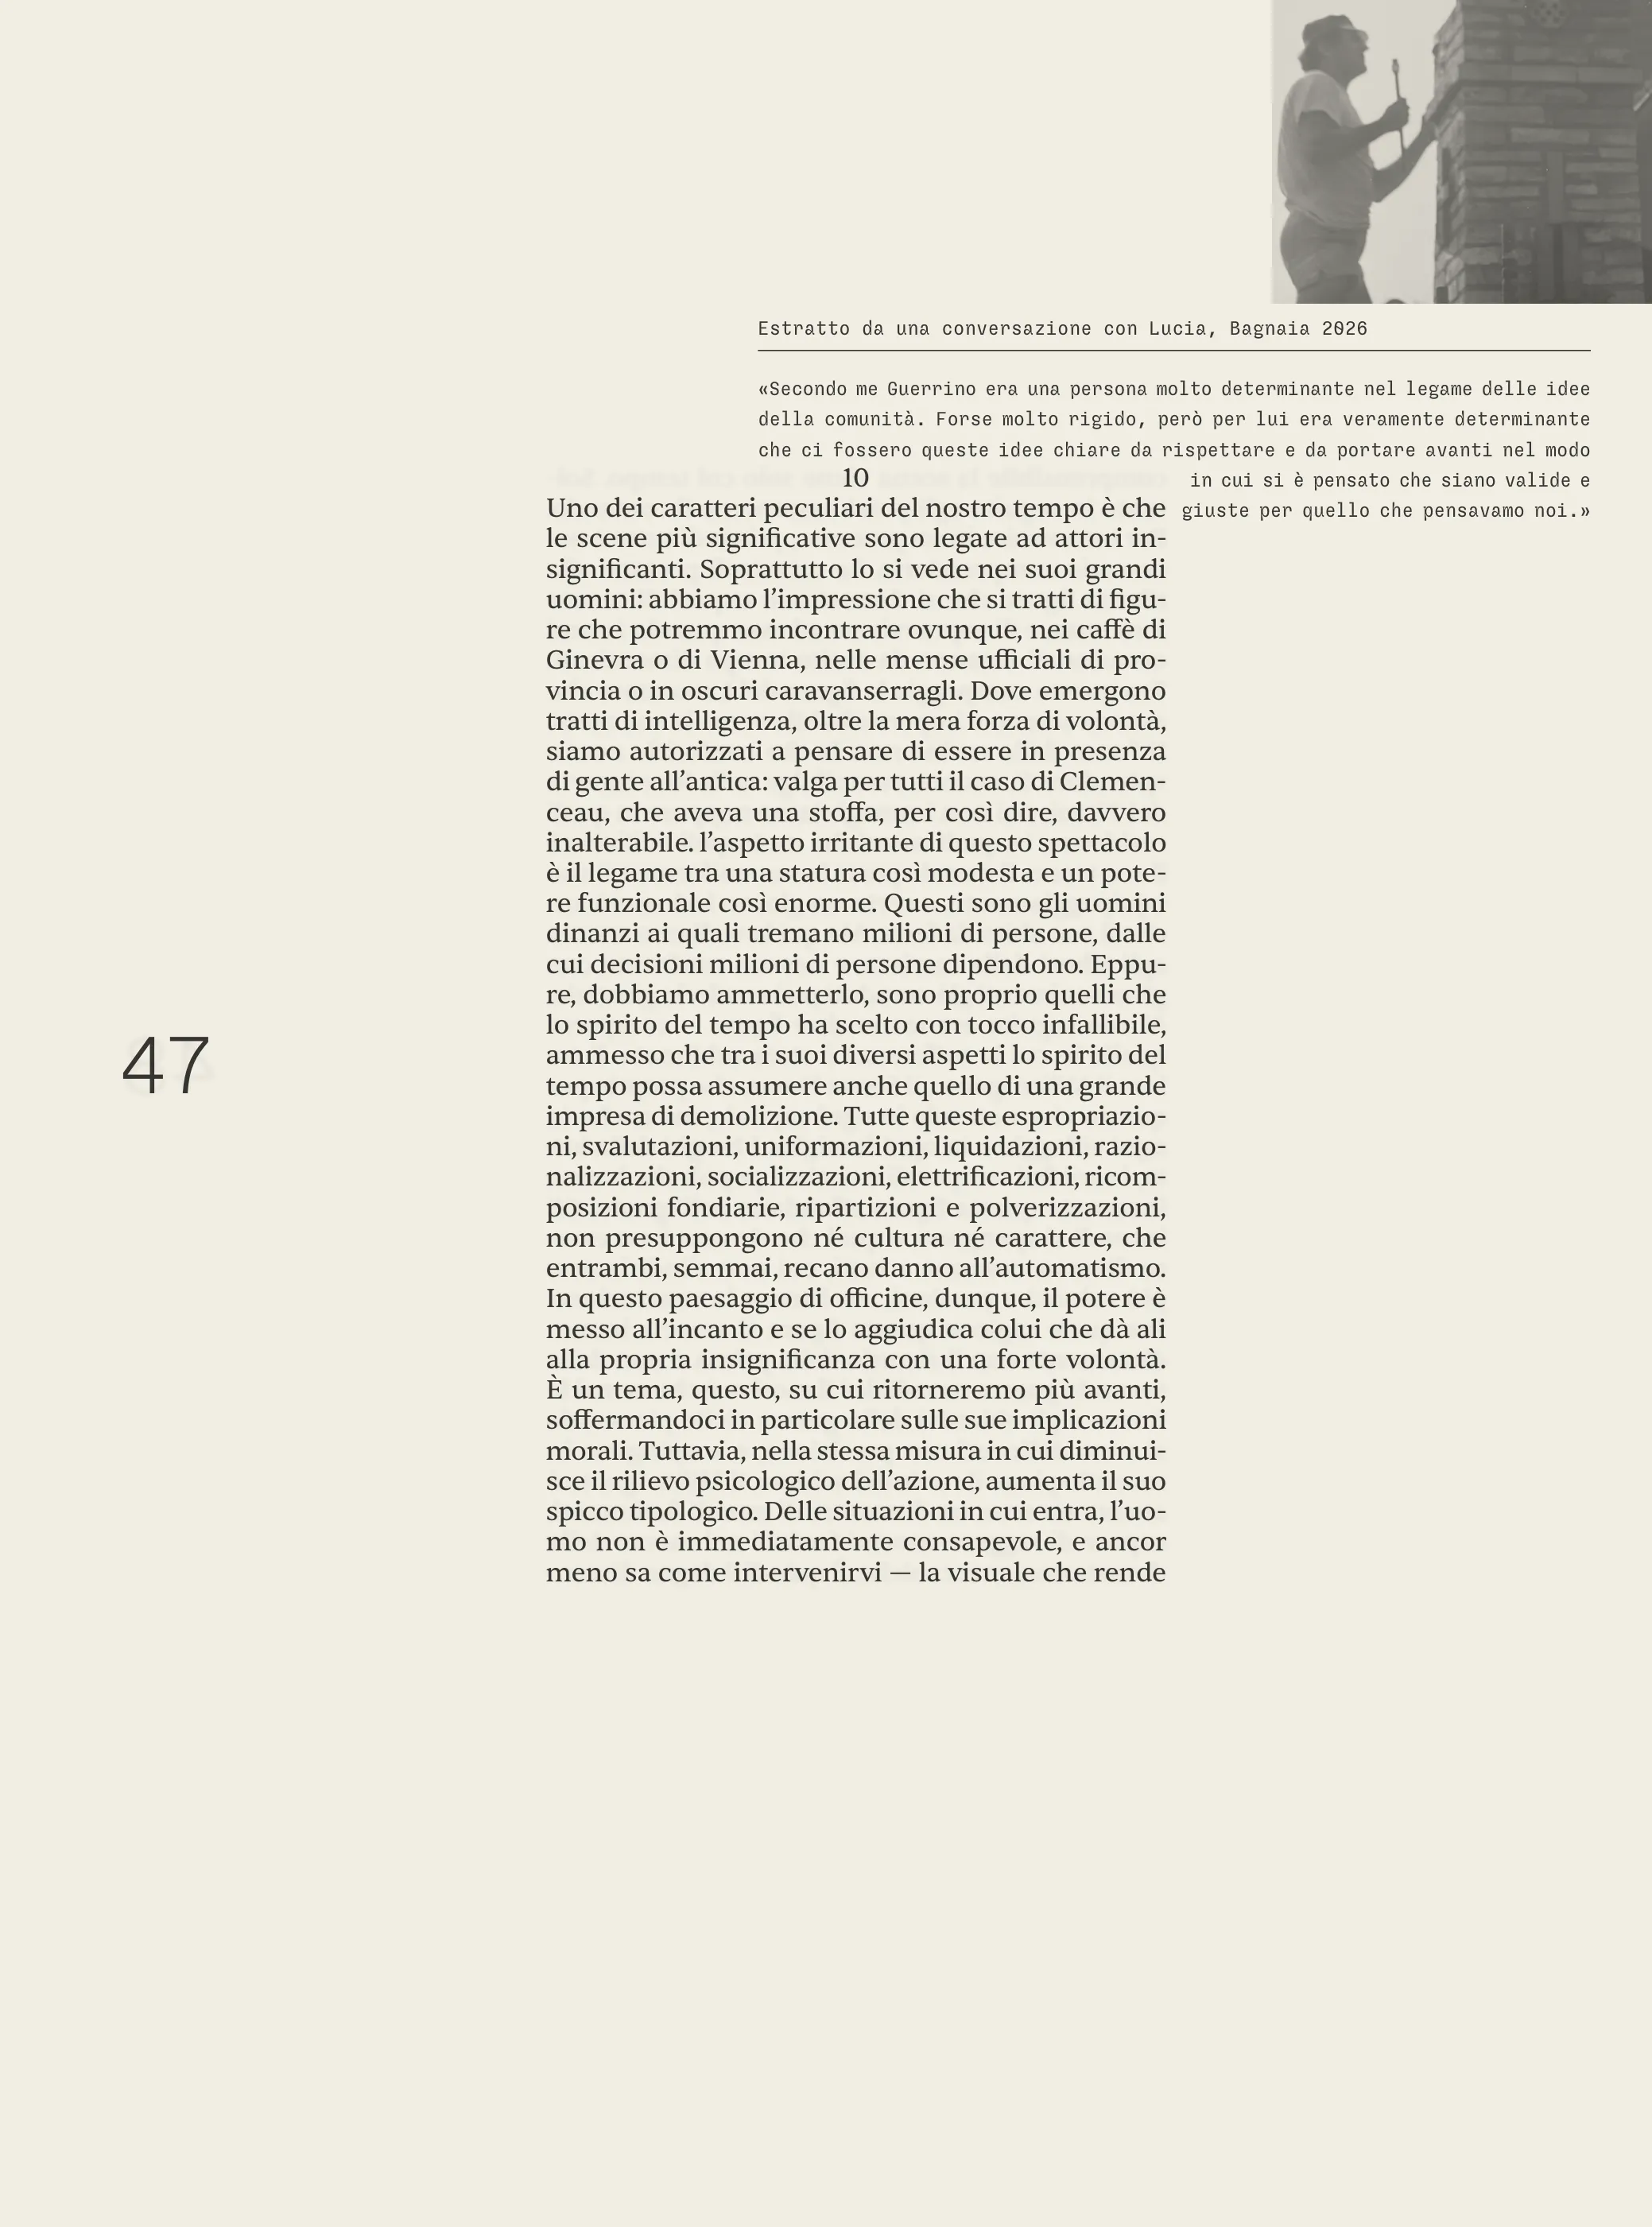 Estratto da una conversazione con Lucia, Bagnaia 2026
«Secondo me Guerrino era una persona molto determinante nel legame delle idee
della comunità. Forse molto rigido, però per lui era veramente determinante
che ci fossero queste idee chiare da rispettare e da portare avanti nel modo
in cui si è pensato che siano valide e
giuste per quello che pensavamo noi.»
10
Uno dei caratteri peculiari del nostro tempo è che
le scene più significative sono legate ad attori in-
significanti. Soprattutto lo si vede nei suoi grandi
uomini: abbiamo l’impressione che si tratti di figu-
re che potremmo incontrare ovunque, nei caffè di
Ginevra o di Vienna, nelle mense ufficiali di pro-
vincia o in oscuri caravanserragli. Dove emergono
tratti di intelligenza, oltre la mera forza di volontà,
siamo autorizzati a pensare di essere in presenza
di gente all’antica: valga per tutti il caso di Clemen-
ceau, che aveva una stoffa, per così dire, davvero
inalterabile. l’aspetto irritante di questo spettacolo
è il legame tra una statura così modesta e un pote-
re funzionale così enorme. Questi sono gli uomini
dinanzi ai quali tremano milioni di persone, dalle
cui decisioni milioni di persone dipendono. Eppu-
re, dobbiamo ammetterlo, sono proprio quelli che
lo spirito del tempo ha scelto con tocco infallibile,
ammesso che tra i suoi diversi aspetti lo spirito del
tempo possa assumere anche quello di una grande
impresa di demolizione. Tutte queste espropriazio-
ni, svalutazioni, uniformazioni, liquidazioni, razio-
nalizzazioni, socializzazioni, elettrificazioni, ricom-
posizioni fondiarie, ripartizioni e polverizzazioni,
non presuppongono né cultura né carattere, che
entrambi, semmai, recano danno all’automatismo.
In questo paesaggio di officine, dunque, il potere è
messo all’incanto e se lo aggiudica colui che dà ali
alla propria insignificanza con una forte volontà.
È un tema, questo, su cui ritorneremo più avanti,
soffermandoci in particolare sulle sue implicazioni
morali. Tuttavia, nella stessa misura in cui diminui-
sce il rilievo psicologico dell’azione, aumenta il suo
spicco tipologico. Delle situazioni in cui entra, l’uo-
mo non è immediatamente consapevole, e ancor
meno sa come intervenirvi — la visuale che rende
47